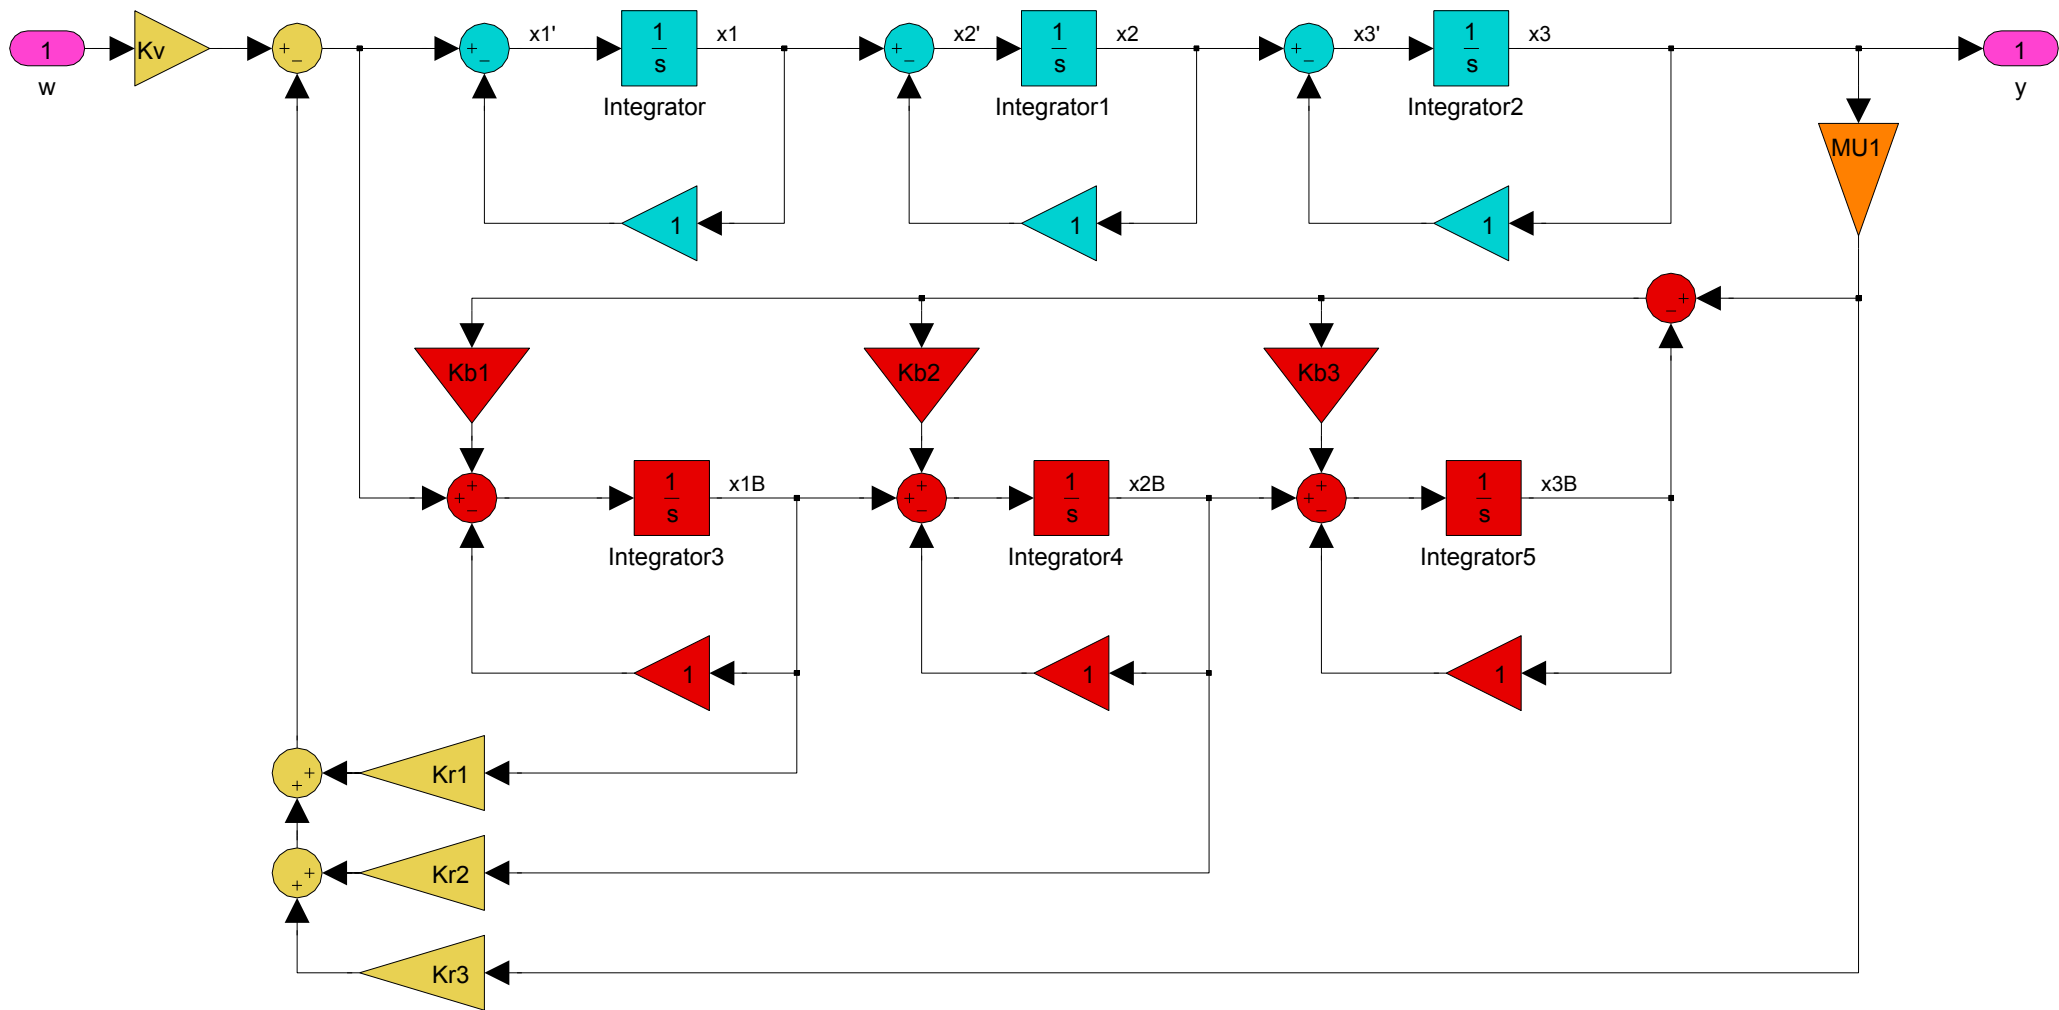 x1' x1 x2' x2 x3' x3
1 Kv + − + − 1/s + − 1/s + − 1/s 1
w Integrator Integrator1 Integrator2 y
MU1
1 1 1
+ −
Kb1 Kb2 Kb3
x1B x2B x3B
+ + − 1/s + + − 1/s + + − 1/s
Integrator3 Integrator4 Integrator5
1 1 1
+ + Kr1
+ + Kr2
Kr3